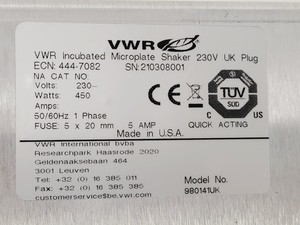 VWR
VWR Incubated Microplate Shaker 230V UK Plug
ECN: 444-7082 SN:210308001
NA CAT NO.
Volts: 230~
Watts: 450
Amps:
50/60Hz 1 Phase
FUSE: 5 x 20 mm 5 AMP QUICK ACTING
TÜV
SUD
C US
Made in U.S.A.
VWR International bvba
Researchpark Haasrode 2020
Geldenaaksebaan 464
3001 Leuven
Tel: +32 (0) 16 385 011
Fax: +32 (0) 16 385 385
customerservice@be.vwr.com
Model No.
980141UK